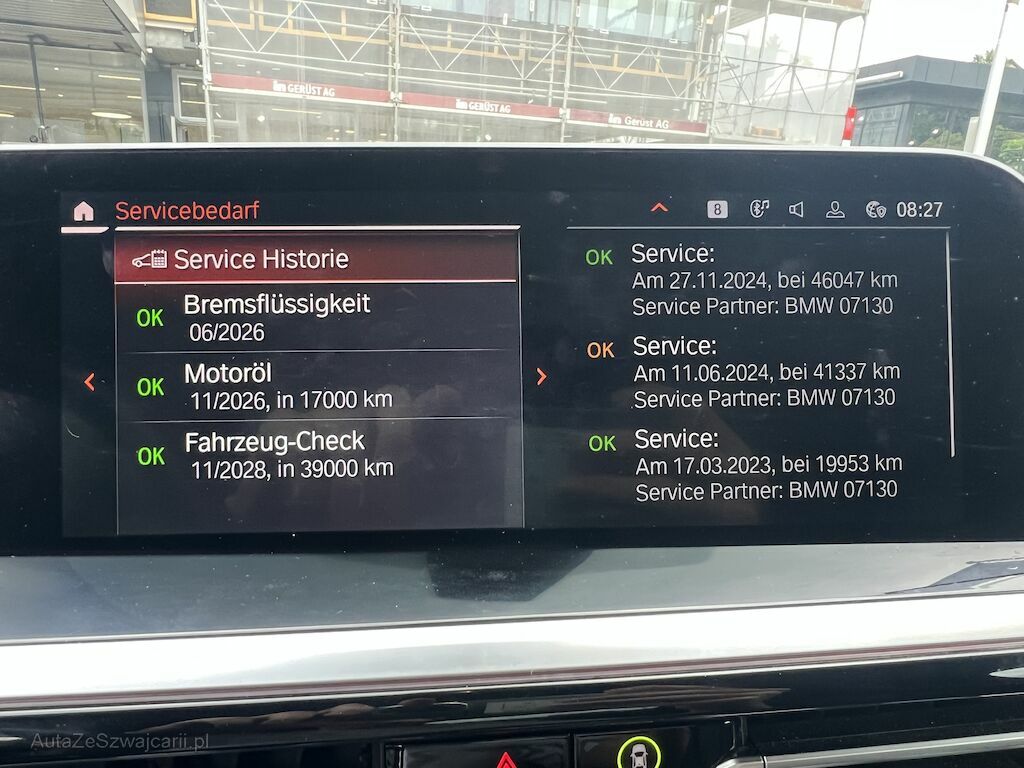 GERÜST AG
GERÜST AG
Gerüst AG
Servicebedarf
8
08:27
Service Historie
OK Bremsflüssigkeit
06/2026
OK Motoröl
11/2026, in 17000 km
OK Fahrzeug-Check
11/2028, in 39000 km
OK Service:
Am 27.11.2024, bei 46047 km
Service Partner: BMW 07130
OK Service:
Am 11.06.2024, bei 41337 km
Service Partner: BMW 07130
OK Service:
Am 17.03.2023, bei 19953 km
Service Partner: BMW 07130
AutaZeSzwajcarii.pl